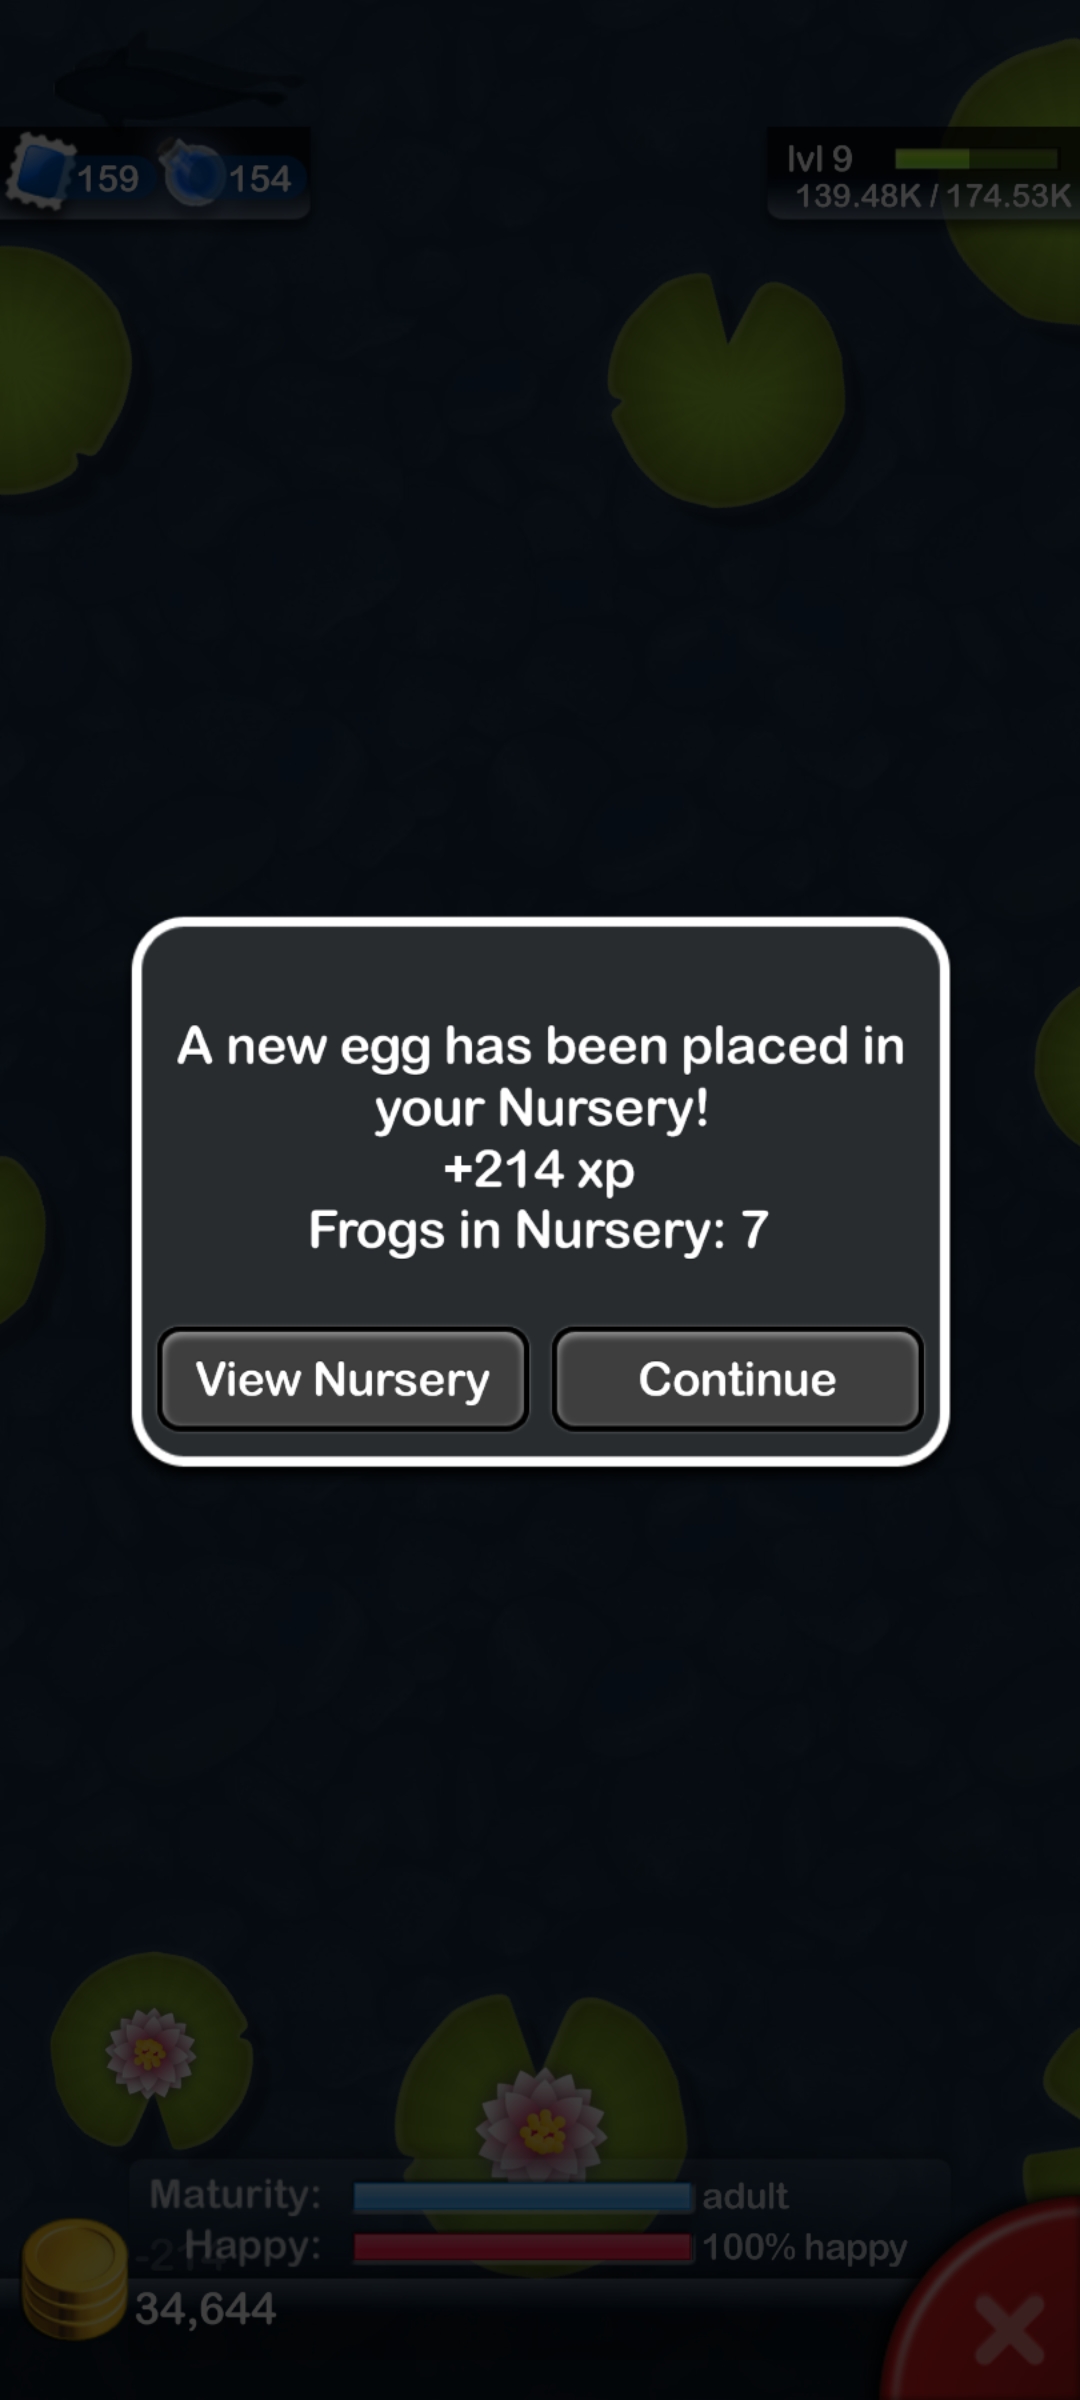 159 154
lvl 9
139.48K / 174.53K
A new egg has been placed in
your Nursery!
+214 xp
Frogs in Nursery: 7
View Nursery Continue
Maturity: adult
Happy: 100% happy
-214
34,644